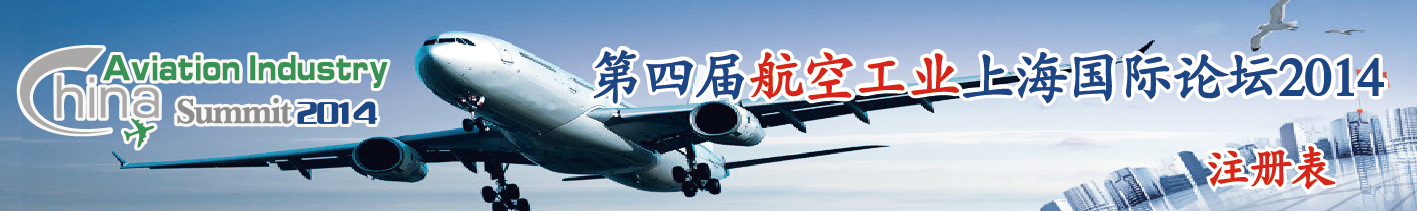 China
Aviation Industry
Summit 2014
第四届航空工业上海国际论坛2014
注册表